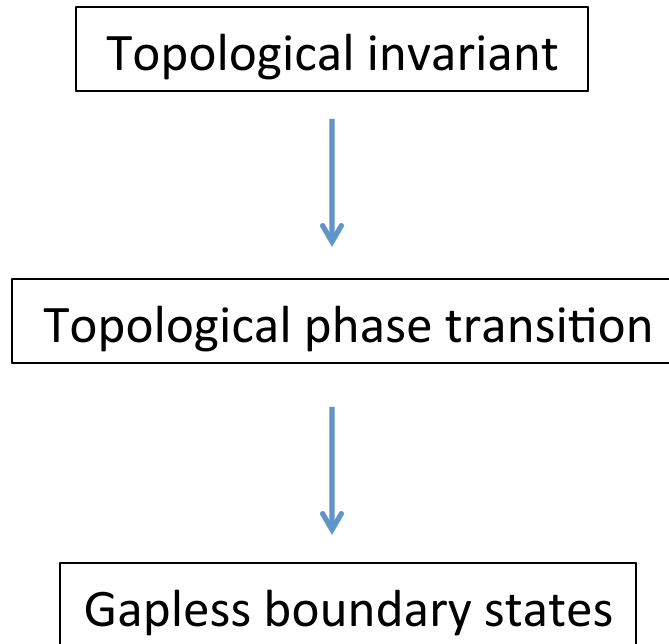 Topological invariant
Topological phase transition
Gapless boundary states